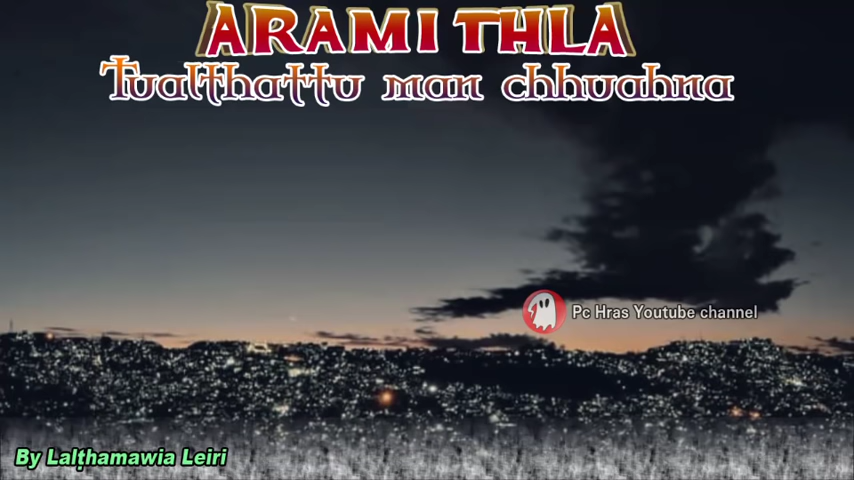 ARAMI THLA
Tualthattu man chhuahna
Pc Hras Youtube channel
By Lalṭhamawia Leiri